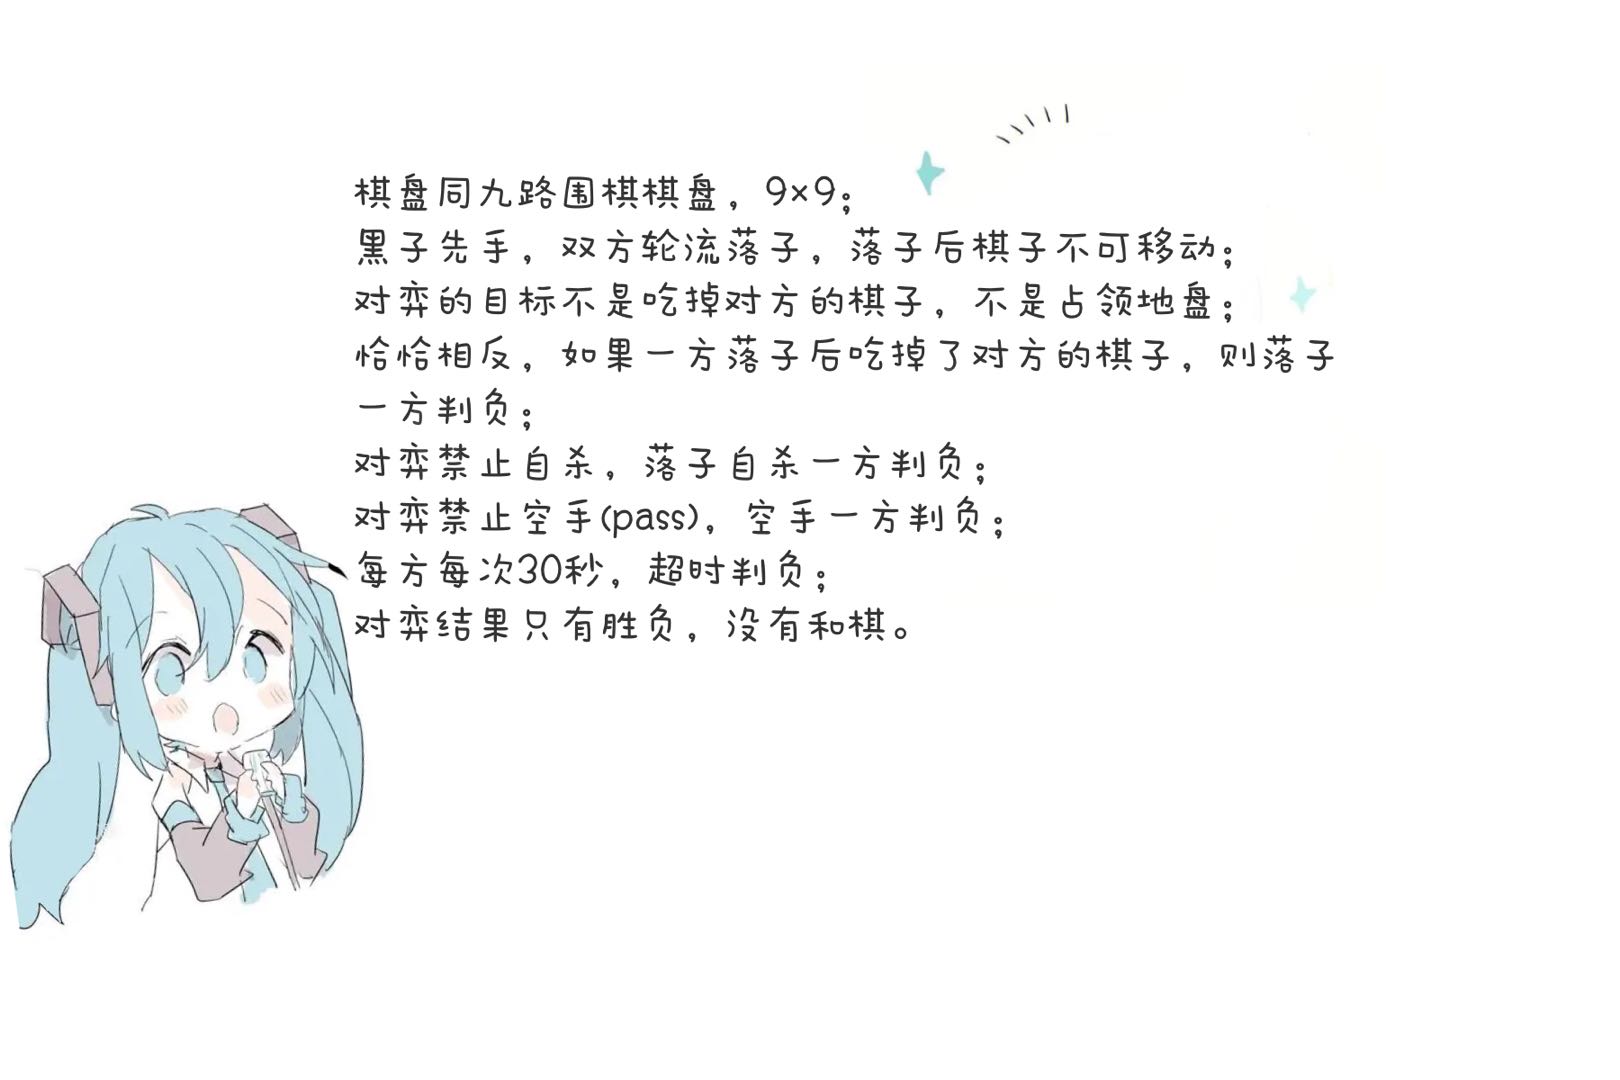 棋盘同九路围棋棋盘，9×9；
黑子先手，双方轮流落子，落子后棋子不可移动；
对弈的目标不是吃掉对方的棋子，不是占领地盘；
恰恰相反，如果一方落子后吃掉了对方的棋子，则落子
一方判负；
对弈禁止自杀，落子自杀一方判负；
对弈禁止空手(pass)，空手一方判负；
每方每次30秒，超时判负；
对弈结果只有胜负，没有和棋。